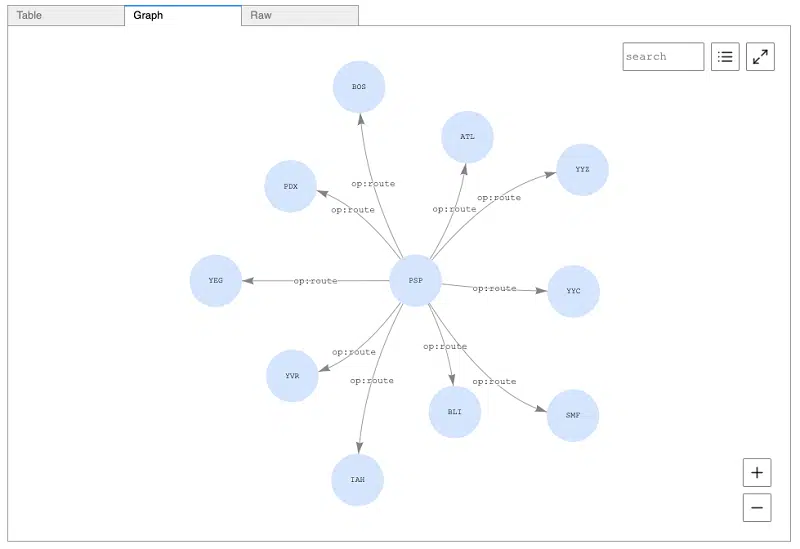 Table
Graph
Raw
search
BOS
ATL
YYZ
op:route
PDX
op:route
op:route
op:route
YEG
op:route
PSP
op:route
YYC
op:route
op:route
YVR
op:route
op:route
BLI
SMF
IAH
+
−